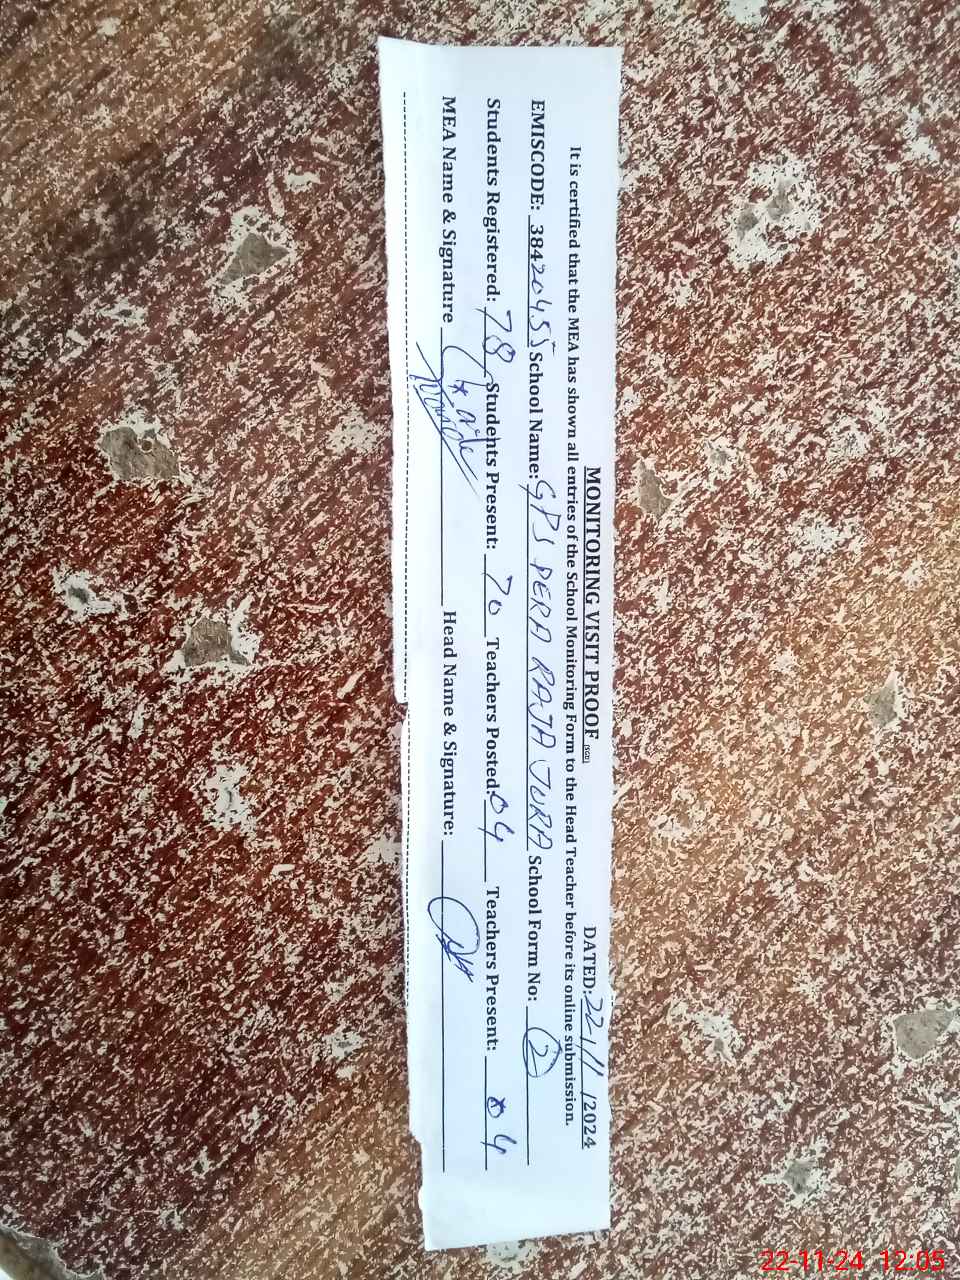 MONITORING VISIT PROOF [SGD] DATED: 22/11/2024
It is certified that the MEA has shown all entries of the School Monitoring Form to the Head Teacher before its online submission.
EMISCODE: 38420455 School Name: GPS DERA RAJA JURA School Form No: 2
Students Registered: 78 Students Present: 70 Teachers Posted: 04 Teachers Present: 04
MEA Name & Signature Head Name & Signature:
22-11-24 12:05